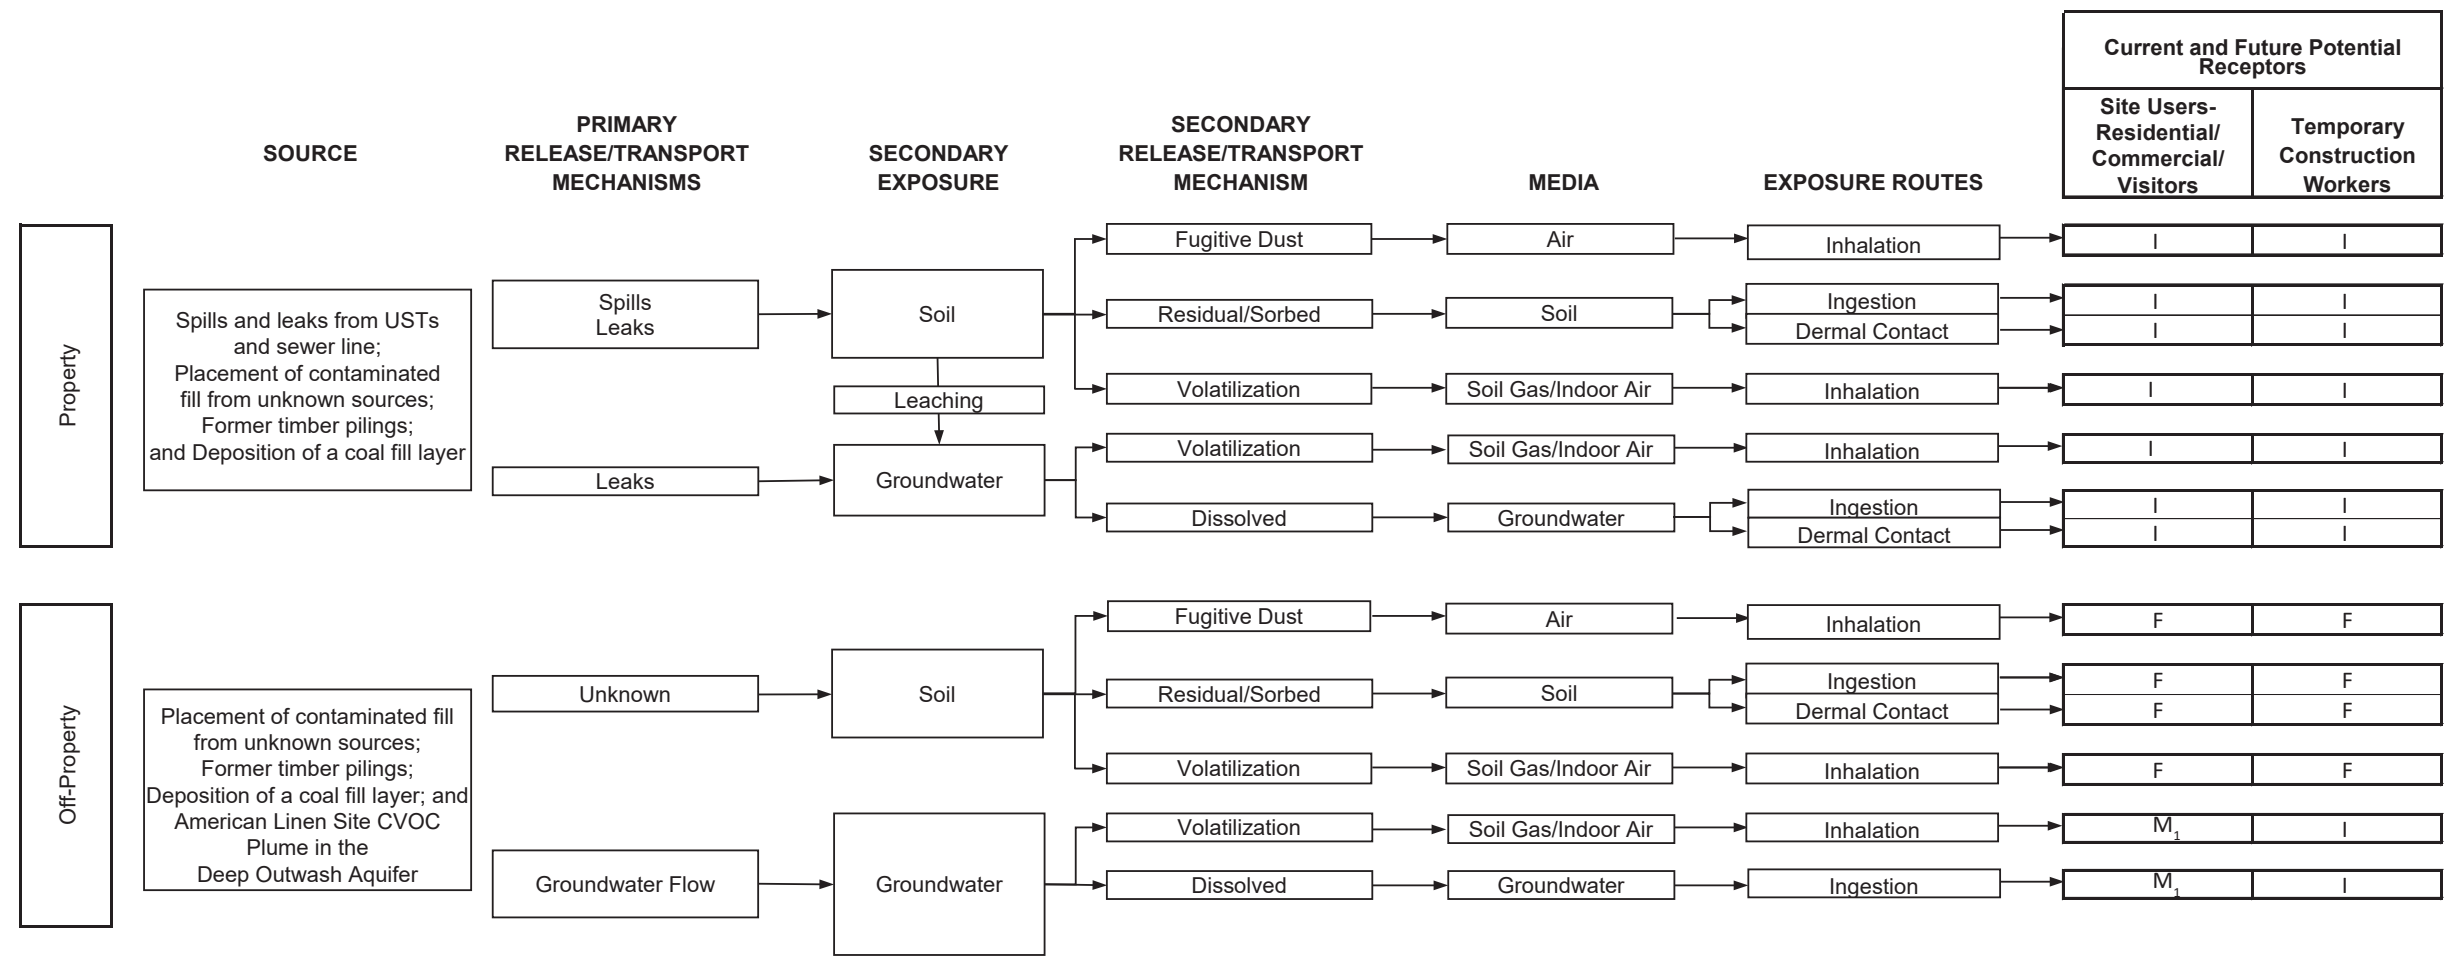 Current and Future Potential
Receptors
Site Users-
Residential/
Commercial/
Visitors
Temporary
Construction
Workers
SOURCE
PRIMARY
RELEASE/TRANSPORT
MECHANISMS
SECONDARY
EXPOSURE
SECONDARY
RELEASE/TRANSPORT
MECHANISM
MEDIA
EXPOSURE ROUTES
Property
Spills and leaks from USTs
and sewer line;
Placement of contaminated
fill from unknown sources;
Former timber pilings;
and Deposition of a coal fill layer
Spills
Leaks
Leaks
Soil
Leaching
Groundwater
Fugitive Dust
Air
Inhalation
I
I
Residual/Sorbed
Soil
Ingestion
I
I
Dermal Contact
I
I
Volatilization
Soil Gas/Indoor Air
Inhalation
I
I
Volatilization
Soil Gas/Indoor Air
Inhalation
I
I
Dissolved
Groundwater
Ingestion
I
I
Dermal Contact
I
I
Off-Property
Placement of contaminated fill
from unknown sources;
Former timber pilings;
Deposition of a coal fill layer; and
American Linen Site CVOC
Plume in the
Deep Outwash Aquifer
Unknown
Groundwater Flow
Soil
Groundwater
Fugitive Dust
Air
Inhalation
F
F
Residual/Sorbed
Soil
Ingestion
F
F
Dermal Contact
F
F
Volatilization
Soil Gas/Indoor Air
Inhalation
F
F
Volatilization
Soil Gas/Indoor Air
Inhalation
M1
I
Dissolved
Groundwater
Ingestion
M1
I